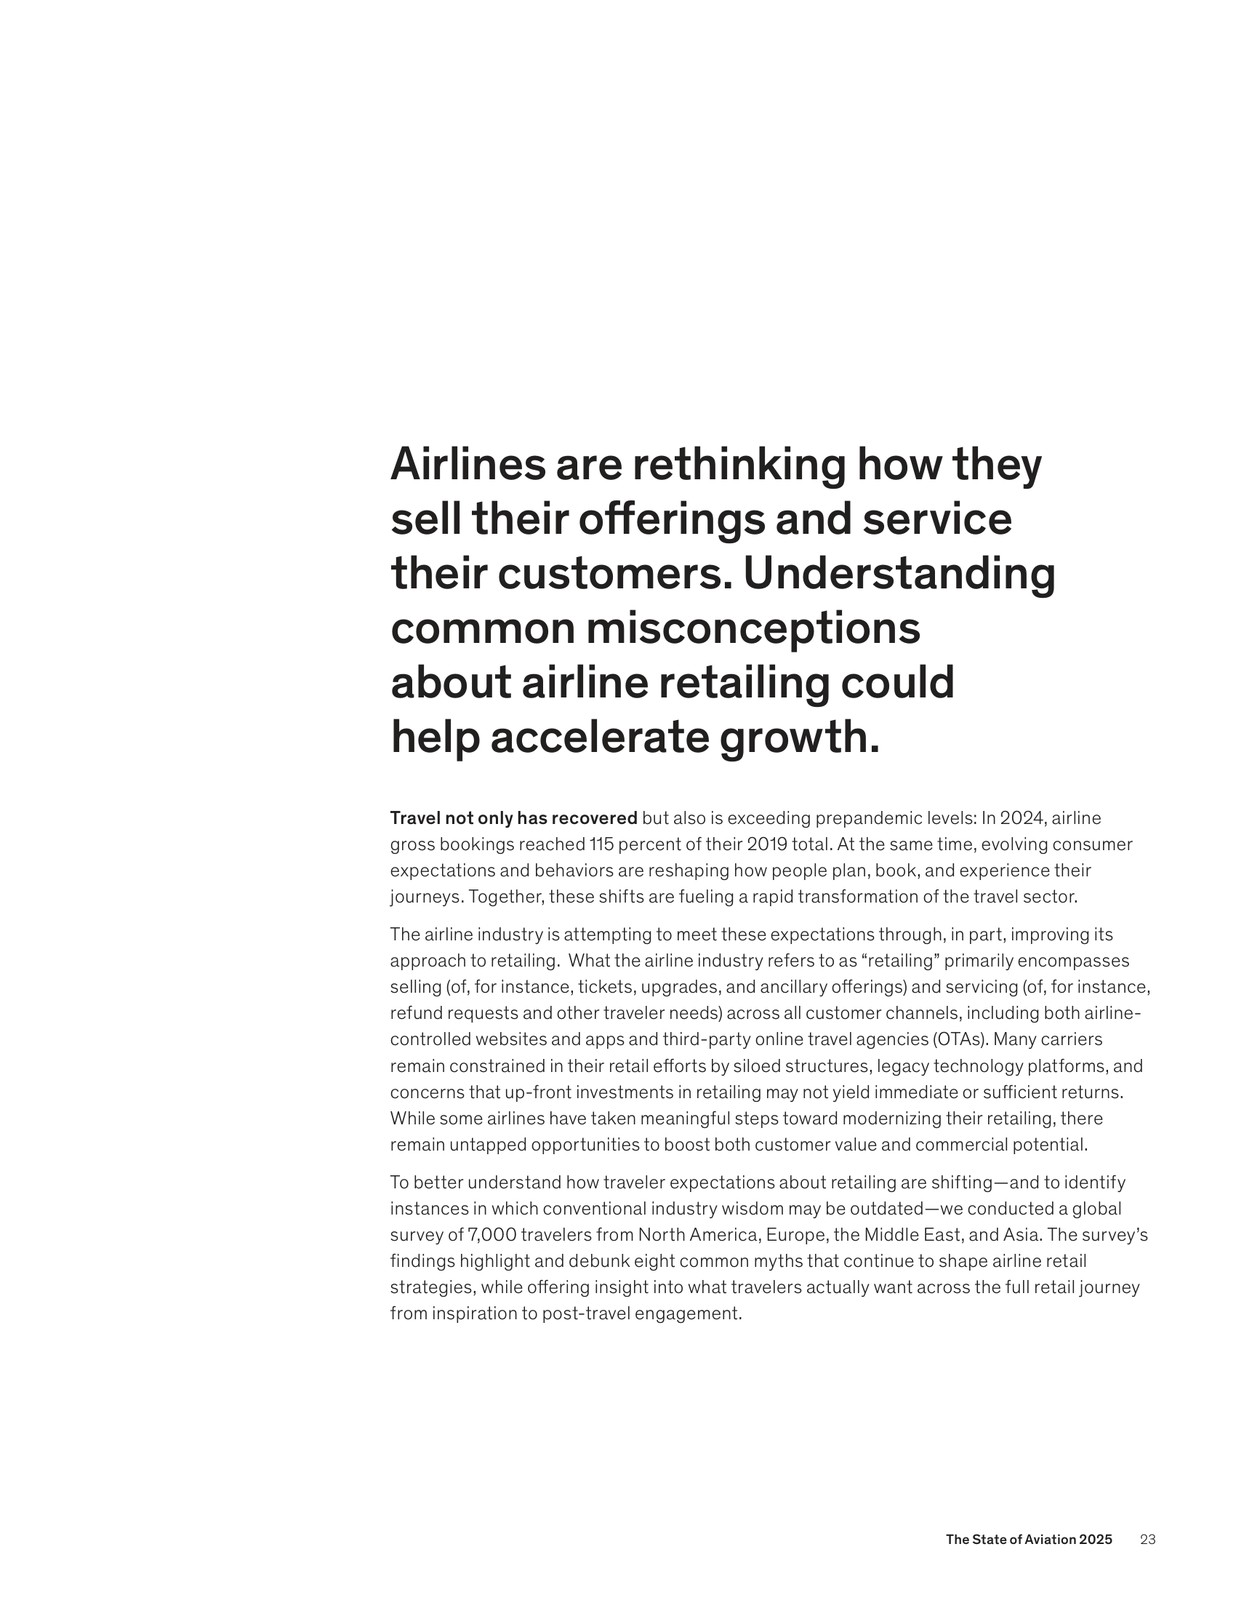 Airlines are rethinking how they
sell their offerings and service
their customers. Understanding
common misconceptions
about airline retailing could
help accelerate growth.
Travel not only has recovered but also is exceeding prepandemic levels: In 2024, airline
gross bookings reached 115 percent of their 2019 total. At the same time, evolving consumer
expectations and behaviors are reshaping how people plan, book, and experience their
journeys. Together, these shifts are fueling a rapid transformation of the travel sector.
The airline industry is attempting to meet these expectations through, in part, improving its
approach to retailing.  What the airline industry refers to as “retailing” primarily encompasses
selling (of, for instance, tickets, upgrades, and ancillary offerings) and servicing (of, for instance,
refund requests and other traveler needs) across all customer channels, including both airline-
controlled websites and apps and third-party online travel agencies (OTAs). Many carriers
remain constrained in their retail efforts by siloed structures, legacy technology platforms, and
concerns that up-front investments in retailing may not yield immediate or sufficient returns.
While some airlines have taken meaningful steps toward modernizing their retailing, there
remain untapped opportunities to boost both customer value and commercial potential.
To better understand how traveler expectations about retailing are shifting—and to identify
instances in which conventional industry wisdom may be outdated—we conducted a global
survey of 7,000 travelers from North America, Europe, the Middle East, and Asia. The survey’s
findings highlight and debunk eight common myths that continue to shape airline retail
strategies, while offering insight into what travelers actually want across the full retail journey
from inspiration to post-travel engagement.
The State of Aviation 2025 23